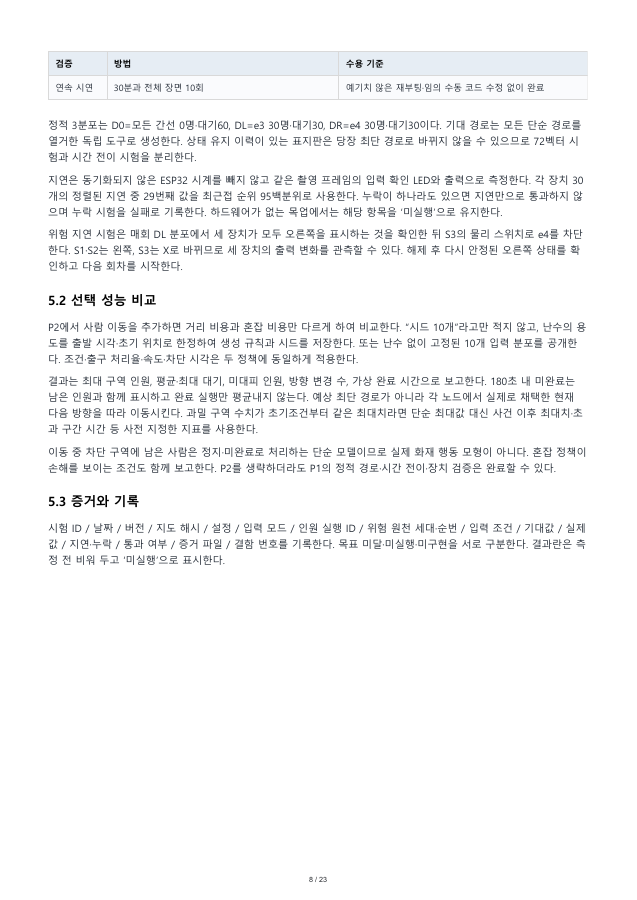 검증 방법 수용 기준
연속 시연 30분과 전체 장면 10회 예기치 않은 재부팅·임의 수동 코드 수정 없이 완료
정적 3분포는 D0=모든 간선 0명·대기60, DL=e3 30명·대기30, DR=e4 30명·대기30이다. 기대 경로는 모든 단순 경로를
열거한 독립 도구로 생성한다. 상태 유지 이력이 있는 표지판은 당장 최단 경로로 바뀌지 않을 수 있으므로 72벡터 시
험과 시간 전이 시험을 분리한다.
지연은 동기화되지 않은 ESP32 시계를 빼지 않고 같은 촬영 프레임의 입력 확인 LED와 출력으로 측정한다. 각 장치 30
개의 정렬된 지연 중 29번째 값을 최근접 순위 95백분위로 사용한다. 누락이 하나라도 있으면 지연만으로 통과하지 않
으며 누락 시험을 실패로 기록한다. 하드웨어가 없는 목업에서는 해당 항목을 '미실행'으로 유지한다.
위험 지연 시험은 매회 DL 분포에서 세 장치가 모두 오른쪽을 표시하는 것을 확인한 뒤 S3의 물리 스위치로 e4를 차단
한다. S1·S2는 왼쪽, S3는 X로 바뀌므로 세 장치의 출력 변화를 관측할 수 있다. 해제 후 다시 안정된 오른쪽 상태를 확
인하고 다음 회차를 시작한다.
5.2 선택 성능 비교
P2에서 사람 이동을 추가하면 거리 비용과 혼잡 비용만 다르게 하여 비교한다. "시드 10개"라고만 적지 않고, 난수의 용
도를 출발 시각·초기 위치로 한정하여 생성 규칙과 시드를 저장한다. 또는 난수 없이 고정된 10개 입력 분포를 공개한
다. 조건·출구 처리율·속도·차단 시각은 두 정책에 동일하게 적용한다.
결과는 최대 구역 인원, 평균·최대 대기, 미대피 인원, 방향 변경 수, 가상 완료 시간으로 보고한다. 180초 내 미완료는
남은 인원과 함께 표시하고 완료 실행만 평균내지 않는다. 예상 최단 경로가 아니라 각 노드에서 실제로 채택한 현재
다음 방향을 따라 이동시킨다. 과밀 구역 수치가 초기조건부터 같은 최대치라면 단순 최대값 대신 사건 이후 최대치·초
과 구간 시간 등 사전 지정한 지표를 사용한다.
이동 중 차단 구역에 남은 사람은 정지·미완료로 처리하는 단순 모델이므로 실제 화재 행동 모형이 아니다. 혼잡 정책이
손해를 보이는 조건도 함께 보고한다. P2를 생략하더라도 P1의 정적 경로·시간 전이·장치 검증은 완료할 수 있다.
5.3 증거와 기록
시험 ID / 날짜 / 버전 / 지도 해시 / 설정 / 입력 모드 / 인원 실행 ID / 위험 원천 세대·순번 / 입력 조건 / 기대값 / 실제
값 / 지연·누락 / 통과 여부 / 증거 파일 / 결함 번호를 기록한다. 목표 미달·미실행·미구현을 서로 구분한다. 결과란은 측
정 전 비워 두고 '미실행'으로 표시한다.
8 / 23